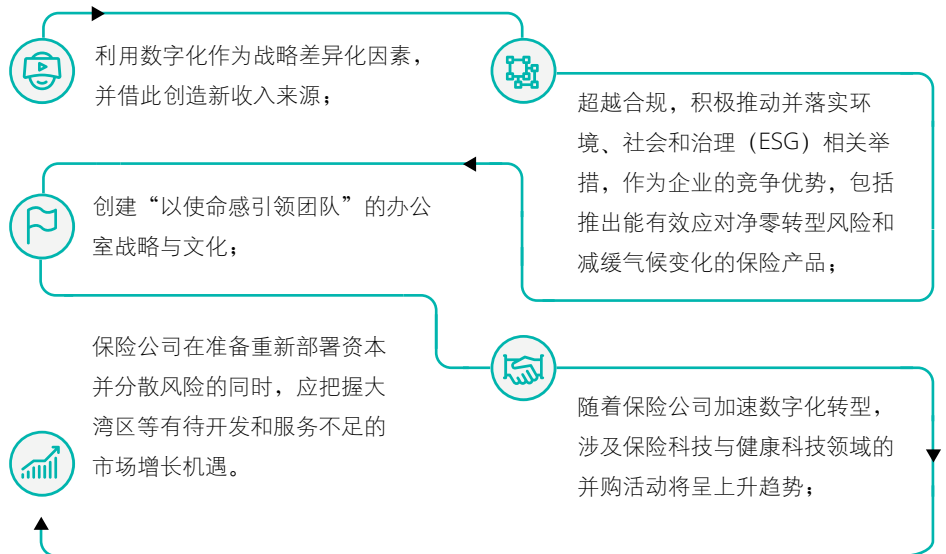 利用数字化作为战略差异化因素，
并借此创造新收入来源；
超越合规，积极推动并落实环
境、社会和治理（ESG）相关举
措，作为企业的竞争优势，包括
推出能有效应对净零转型风险和
减缓气候变化的保险产品；
创建“以使命感引领团队”的办公
室战略与文化；
随着保险公司加速数字化转型，
涉及保险科技与健康科技领域的
并购活动将呈上升趋势；
保险公司在准备重新部署资本
并分散风险的同时，应把握大
湾区等有待开发和服务不足的
市场增长机遇。